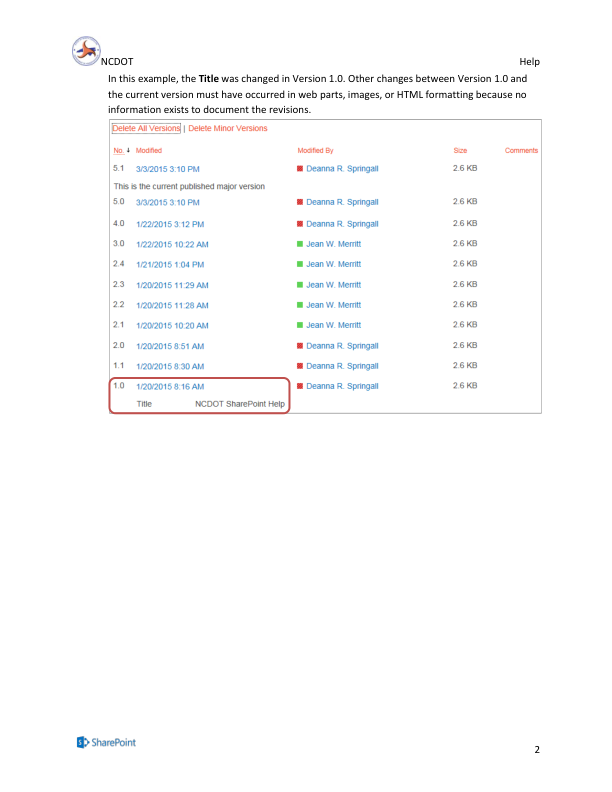 NCDOT Help
In this example, the Title was changed in Version 1.0. Other changes between Version 1.0 and
the current version must have occurred in web parts, images, or HTML formatting because no
information exists to document the revisions.
Delete All Versions | Delete Minor Versions
No. ↓ Modified Modified By Size Comments
5.1 3/3/2015 3:10 PM Deanna R. Springall 2.6 KB
This is the current published major version
5.0 3/3/2015 3:10 PM Deanna R. Springall 2.6 KB
4.0 1/22/2015 3:12 PM Deanna R. Springall 2.6 KB
3.0 1/22/2015 10:22 AM Jean W. Merritt 2.6 KB
2.4 1/21/2015 1:04 PM Jean W. Merritt 2.6 KB
2.3 1/20/2015 11:29 AM Jean W. Merritt 2.6 KB
2.2 1/20/2015 11:28 AM Jean W. Merritt 2.6 KB
2.1 1/20/2015 10:20 AM Jean W. Merritt 2.6 KB
2.0 1/20/2015 8:51 AM Deanna R. Springall 2.6 KB
1.1 1/20/2015 8:30 AM Deanna R. Springall 2.6 KB
1.0 1/20/2015 8:16 AM Deanna R. Springall 2.6 KB
Title NCDOT SharePoint Help
SharePoint
2